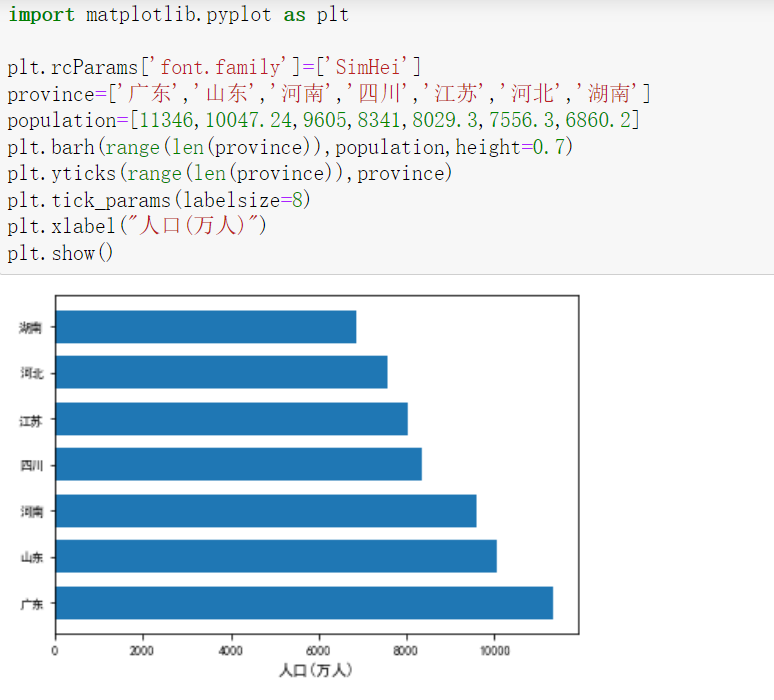 import matplotlib.pyplot as plt
plt.rcParams['font.family']=['SimHei']
province=['广东','山东','河南','四川','江苏','河北','湖南']
population=[11346,10047.24,9605,8341,8029.3,7556.3,6860.2]
plt.barh(range(len(province)),population,height=0.7)
plt.yticks(range(len(province)),province)
plt.tick_params(labelsize=8)
plt.xlabel("人口(万人)")
plt.show()
湖南
河北
江苏
四川
河南
山东
广东
0 2000 4000 6000 8000 10000
人口(万人)